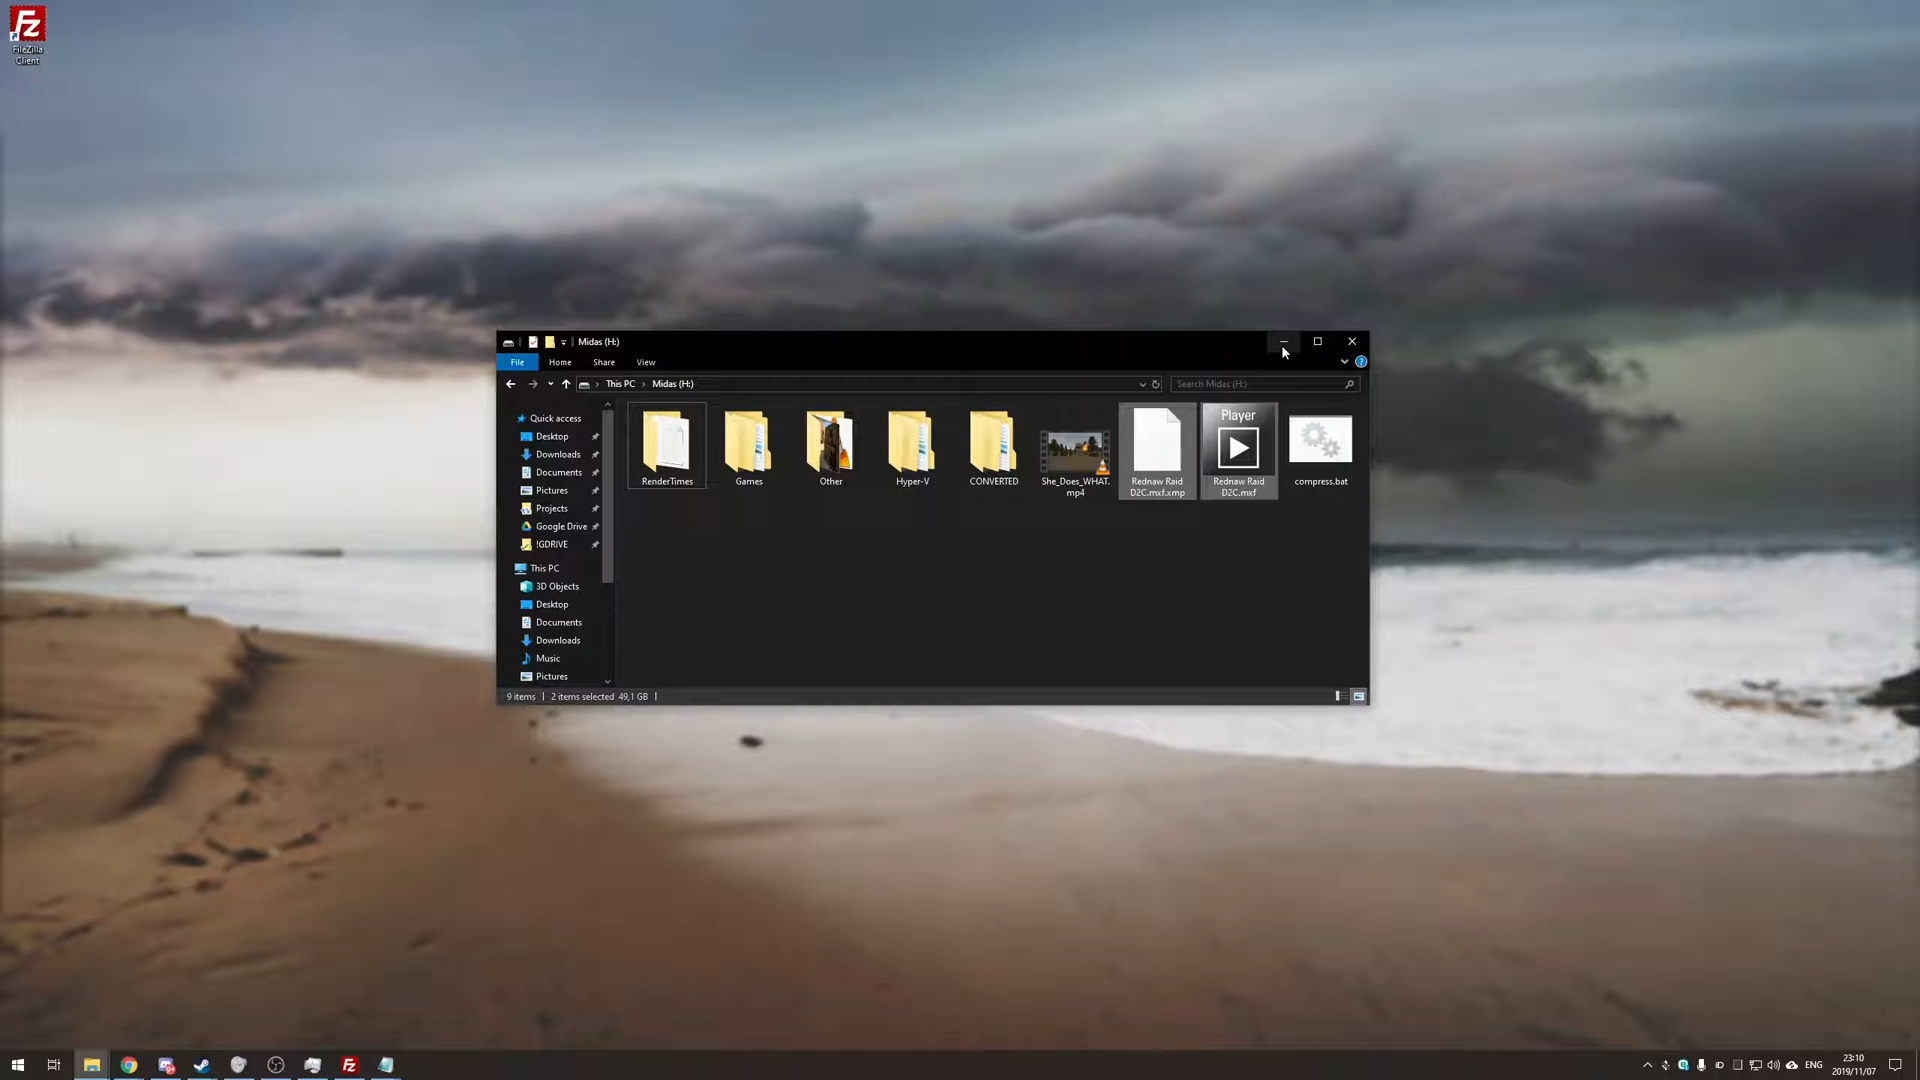 FileZilla
Client
Midas (H:)
File Home Share View
This PC Midas (H:)
Search Midas (H:)
Quick access
Desktop
Downloads
Documents
Pictures
Projects
Google Drive
!GDRIVE
This PC
3D Objects
Desktop
Documents
Downloads
Music
Pictures
RenderTimes
Games
Other
Hyper-V
CONVERTED
She_Does_WHAT.
mp4
Rednaw Raid
D2C.mxf.xmp
Player
Rednaw Raid
D2C.mxf
compress.bat
9 items 2 items selected 49,1 GB
ENG
23:10
2019/11/07